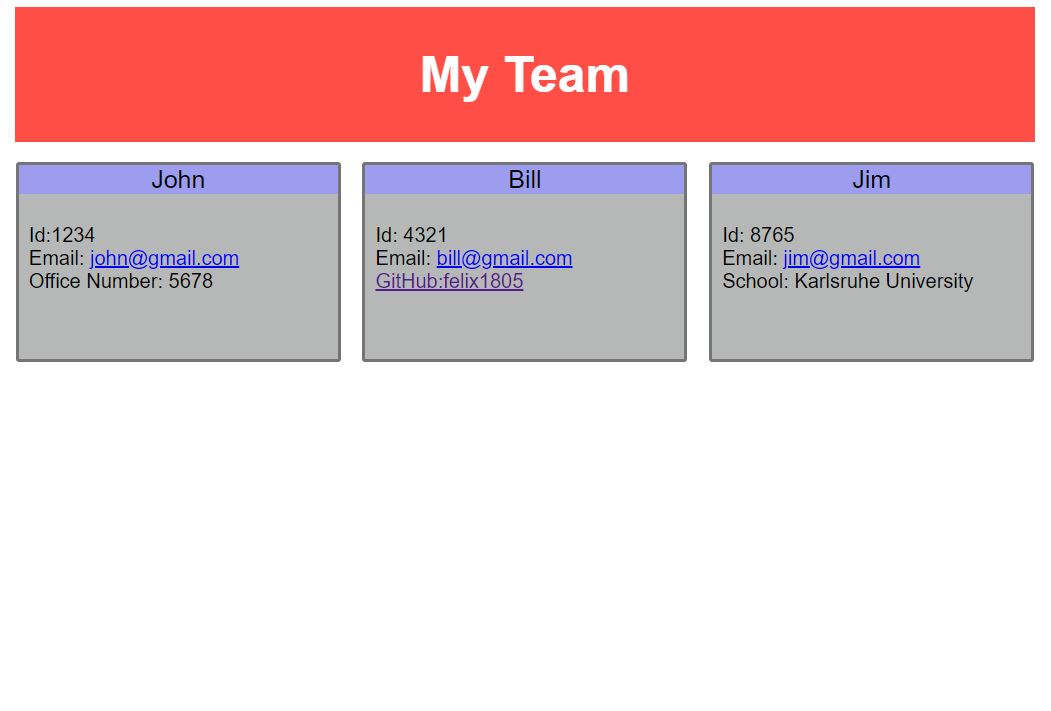 My Team
John
Id:1234
Email: john@gmail.com
Office Number: 5678
Bill
Id: 4321
Email: bill@gmail.com
GitHub:felix1805
Jim
Id: 8765
Email: jim@gmail.com
School: Karlsruhe University